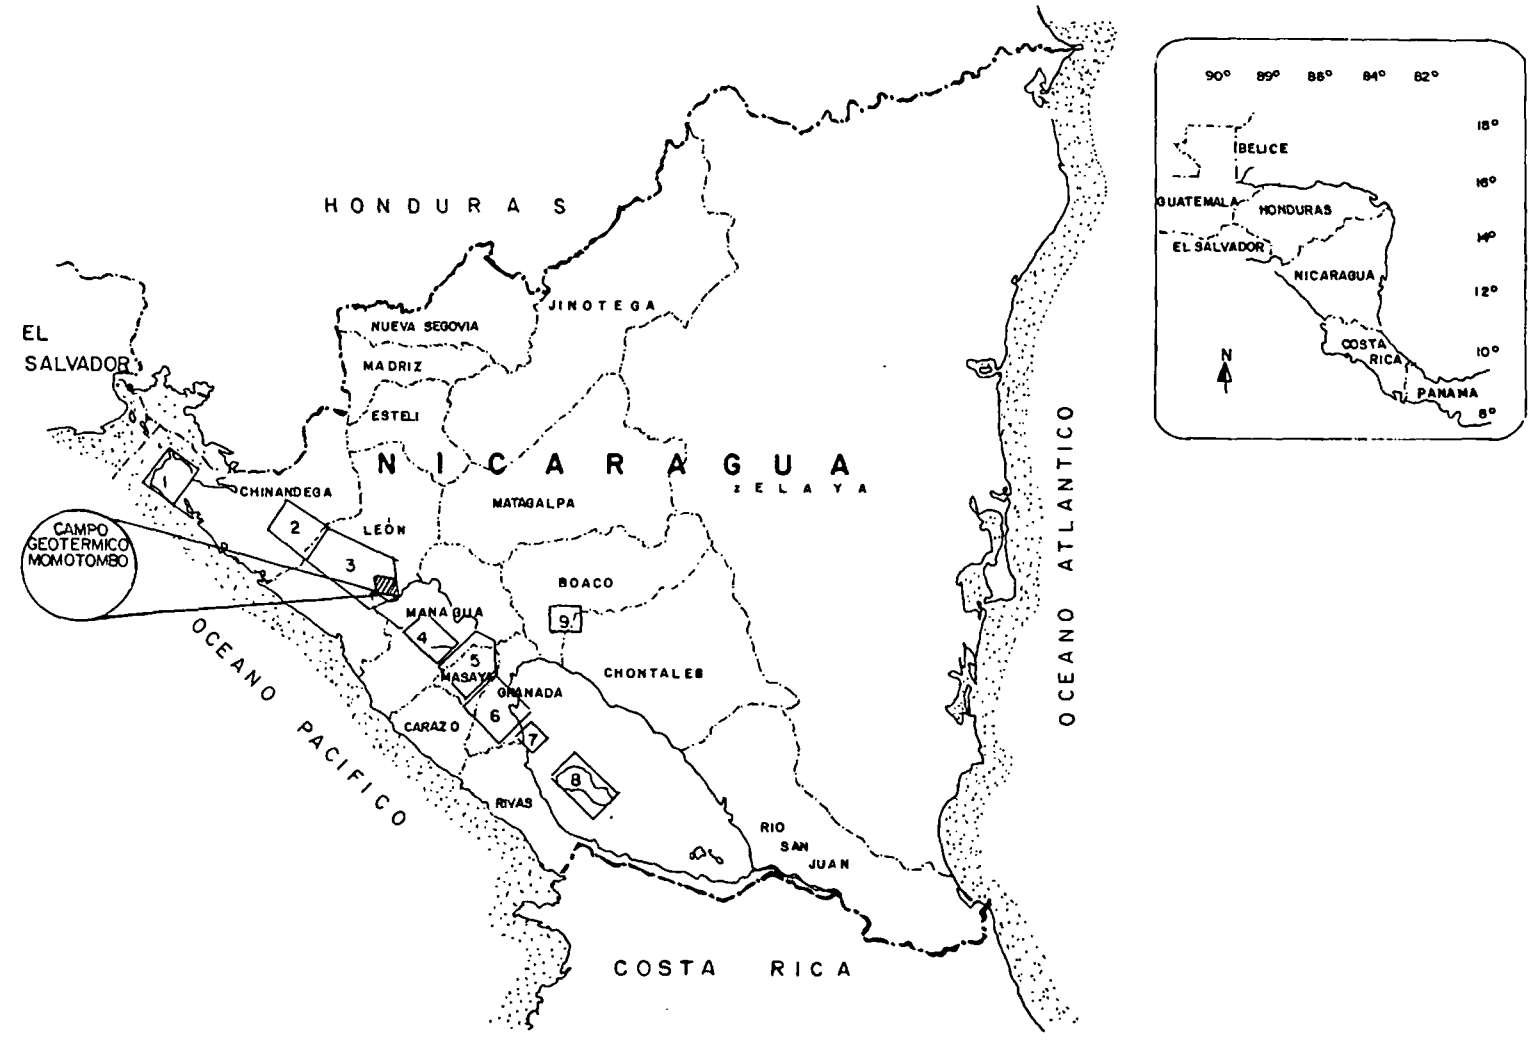 HONDURAS
EL
SALVADOR
NUEVA SEGOVIA
JINOTEGA
MADRIZ
ESTELI
NICARAGUA
ZELAYA
CHINANDEGA
MATAGALPA
LEÓN
1
2
3
CAMPO
GEOTERMICO
MOMOTOMBO
BOACO
MANAGUA
9
4
5
MASAYA
CHONTALES
GRANADA
6
CARAZO
7
8
RIVAS
RIO
SAN
JUAN
OCEANO PACIFICO
OCEANO ATLANTICO
COSTA RICA
90° 89° 86° 84° 82°
18°
BELICE
16°
GUATEMALA
HONDURAS
14°
EL SALVADOR
NICARAGUA
12°
COSTA
RICA
10°
N
PANAMA
8°